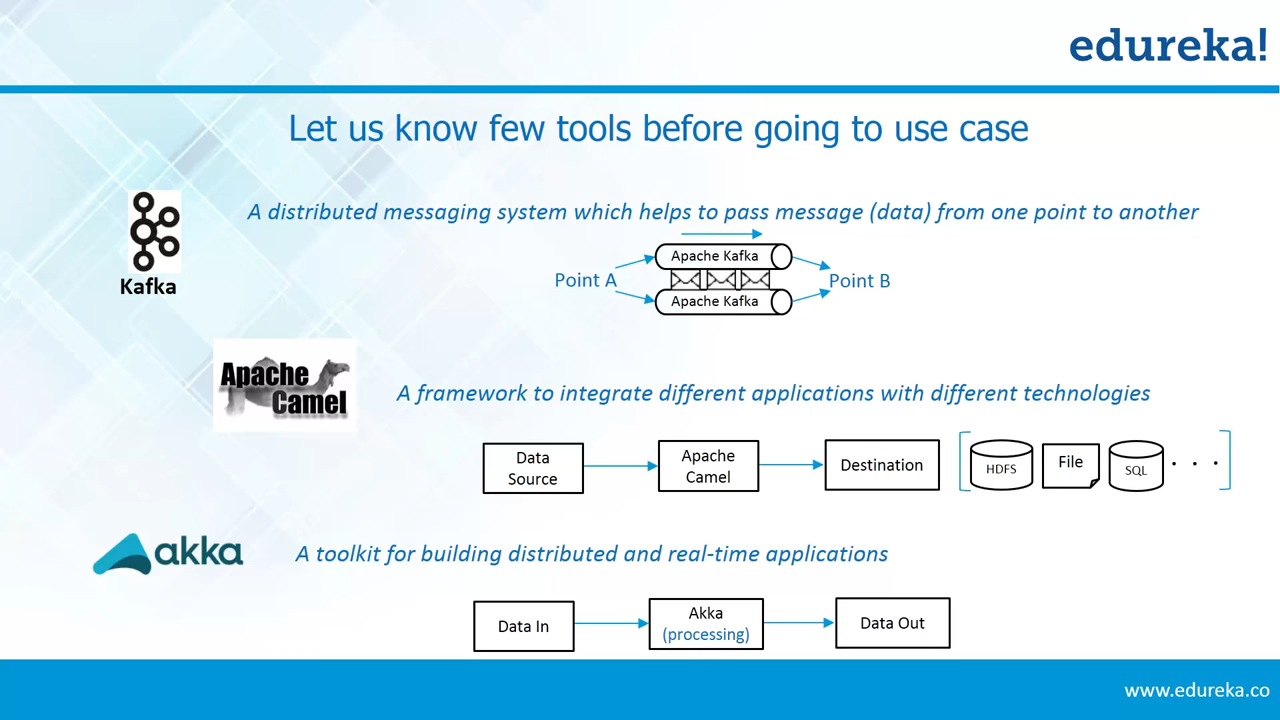 edureka!
Let us know few tools before going to use case
A distributed messaging system which helps to pass message (data) from one point to another
Kafka
Apache Kafka
Point A
Point B
Apache Kafka
Apache
Camel
A framework to integrate different applications with different technologies
Data
Source
Apache
Camel
Destination
HDFS
File
SQL
. . .
akka
A toolkit for building distributed and real-time applications
Data In
Akka
(processing)
Data Out
www.edureka.co